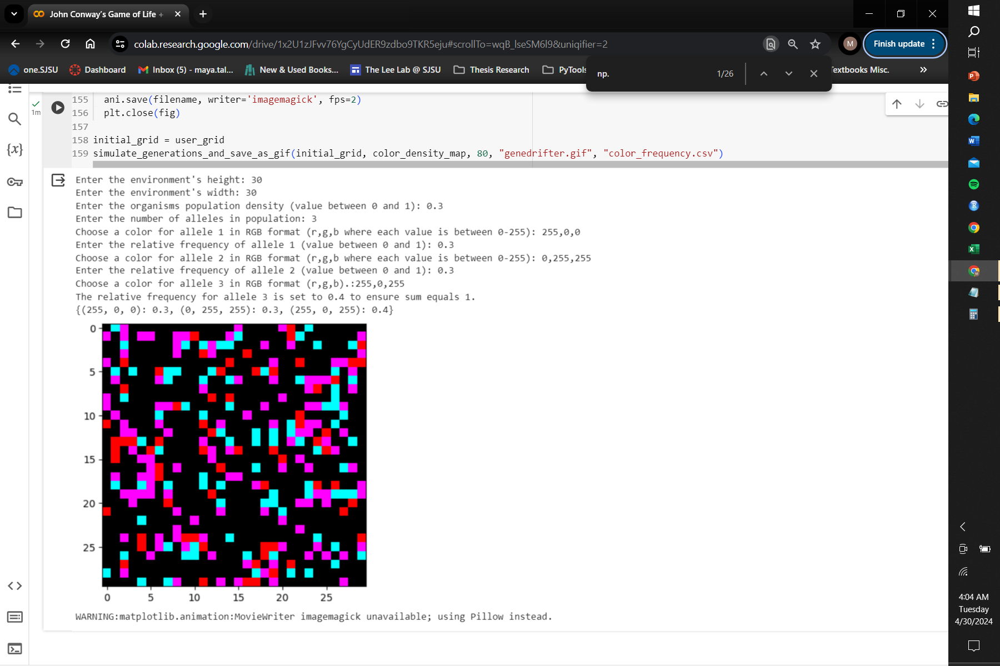 John Conway's Game of Life +
colab.research.google.com/drive/1x2U1zJFvv76YgCyUdER9zdbo9TKR5eju#scrollTo=wqB_lseSM6l9&uniqifier=2
M
Finish update
one.SJSU
Dashboard
Inbox (5) - maya.tal...
New & Used Books...
The Lee Lab @ SJSU
Thesis Research
PyTools
Textbooks Misc.
np.
1/26
1m
155 ani.save(filename, writer='imagemagick', fps=2)
156 plt.close(fig)
157
158 initial_grid = user_grid
159 simulate_generations_and_save_as_gif(initial_grid, color_density_map, 80, "genedrifter.gif", "color_frequency.csv")
{x}
Enter the environment's height: 30
Enter the environment's width: 30
Enter the organisms population density (value between 0 and 1): 0.3
Enter the number of alleles in population: 3
Choose a color for allele 1 in RGB format (r,g,b where each value is between 0-255): 255,0,0
Enter the relative frequency of allele 1 (value between 0 and 1): 0.3
Choose a color for allele 2 in RGB format (r,g,b where each value is between 0-255): 0,255,255
Enter the relative frequency of allele 2 (value between 0 and 1): 0.3
Choose a color for allele 3 in RGB format (r,g,b).:255,0,255
The relative frequency for allele 3 is set to 0.4 to ensure sum equals 1.
{(255, 0, 0): 0.3, (0, 255, 255): 0.3, (255, 0, 255): 0.4}
0
5
10
15
20
25
0 5 10 15 20 25
WARNING:matplotlib.animation:MovieWriter imagemagick unavailable; using Pillow instead.
4:04 AM
Tuesday
4/30/2024